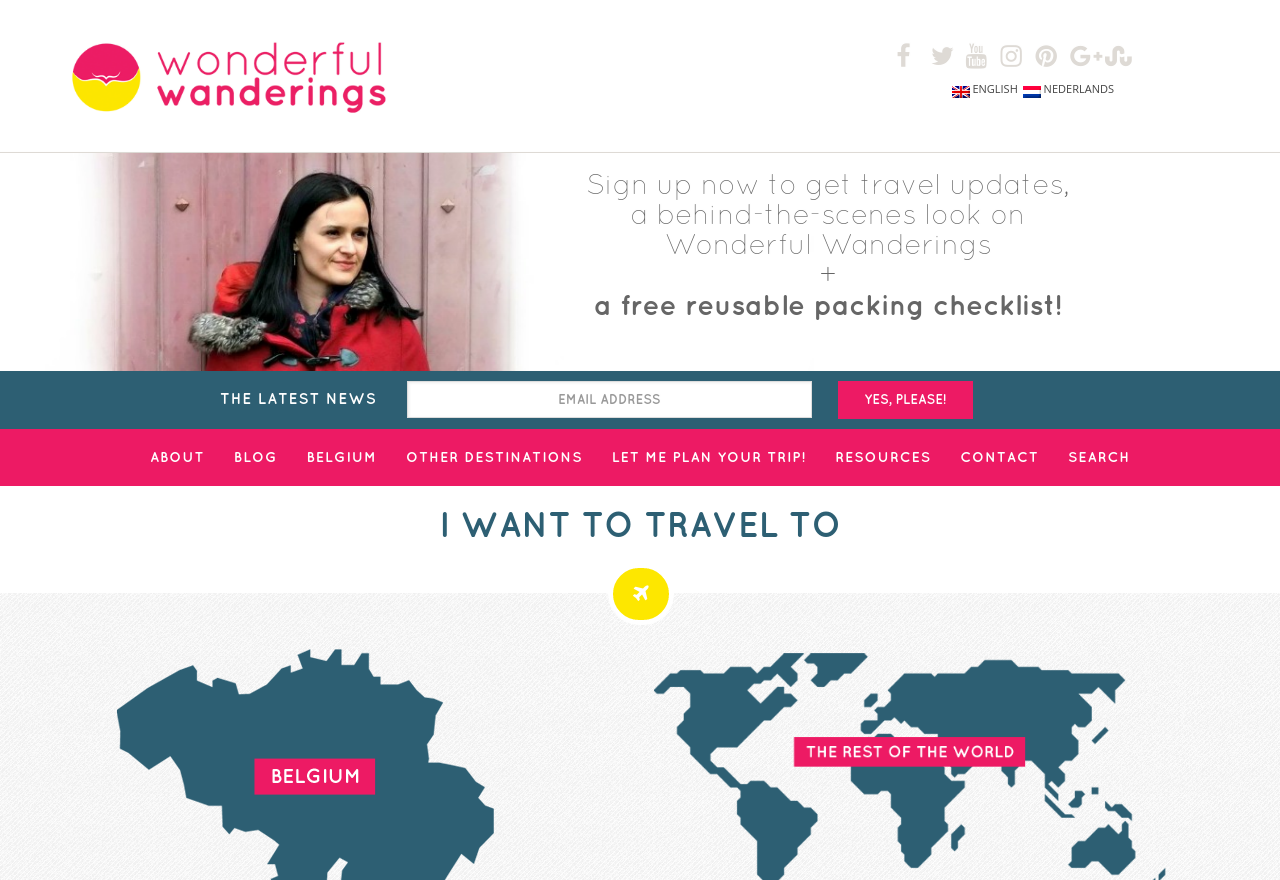 wonderful
wanderings
You
Tube
ENGLISH NEDERLANDS
Sign up now to get travel updates,
a behind-the-scenes look on
Wonderful Wanderings
+
a free reusable packing checklist!
THE LATEST NEWS EMAIL ADDRESS YES, PLEASE!
ABOUT BLOG BELGIUM OTHER DESTINATIONS LET ME PLAN YOUR TRIP! RESOURCES CONTACT SEARCH
I WANT TO TRAVEL TO
THE REST OF THE WORLD
BELGIUM